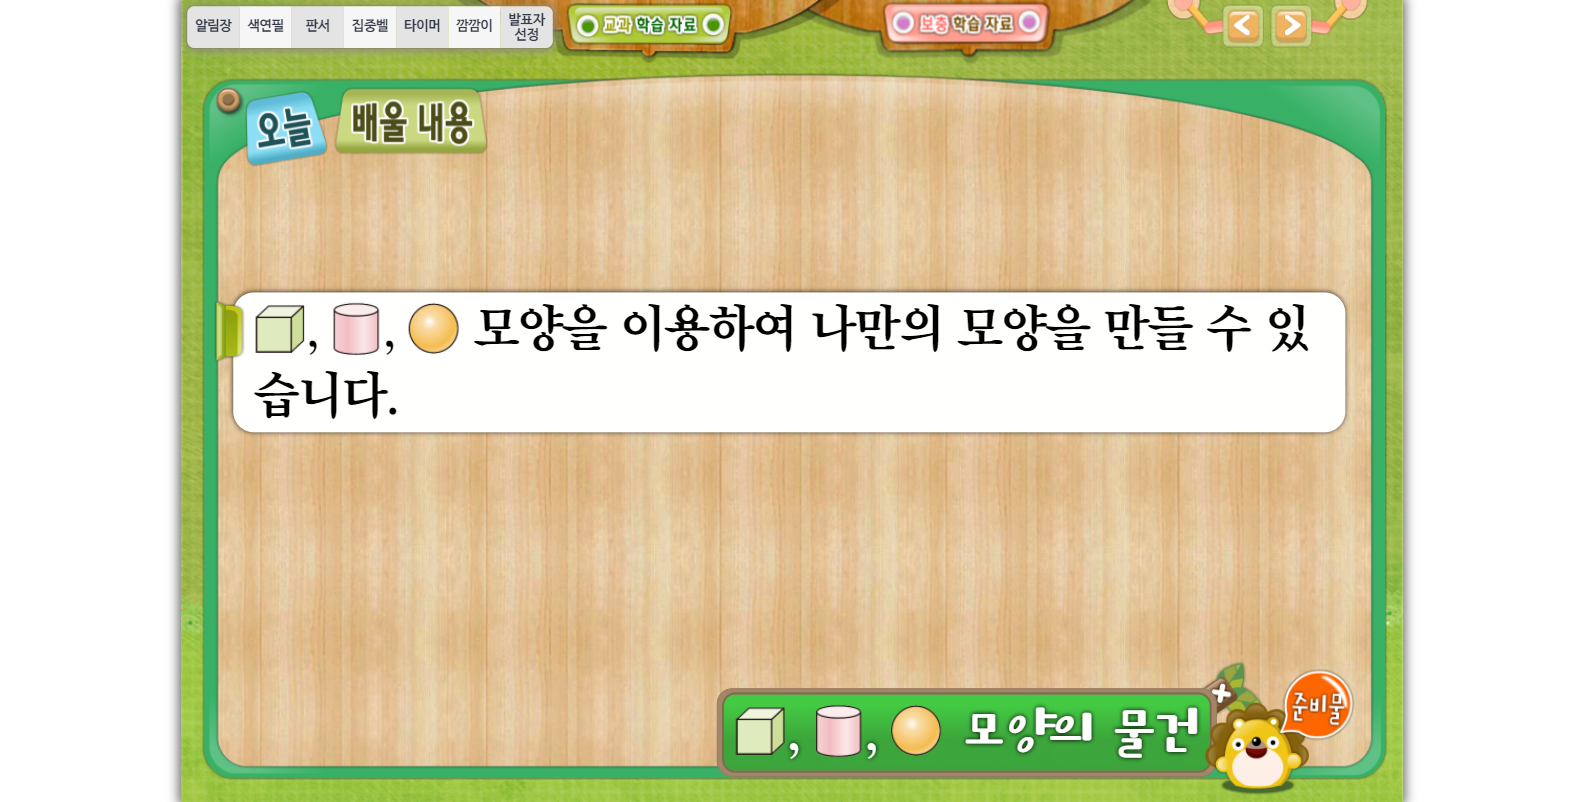 알림장 색연필 판서 집중벨 타이머 깜깜이 발표자 선정
교과 학습 자료
보충 학습 자료
오늘 배울 내용
, , 모양을 이용하여 나만의 모양을 만들 수 있
습니다.
, , 모양의 물건
준비물